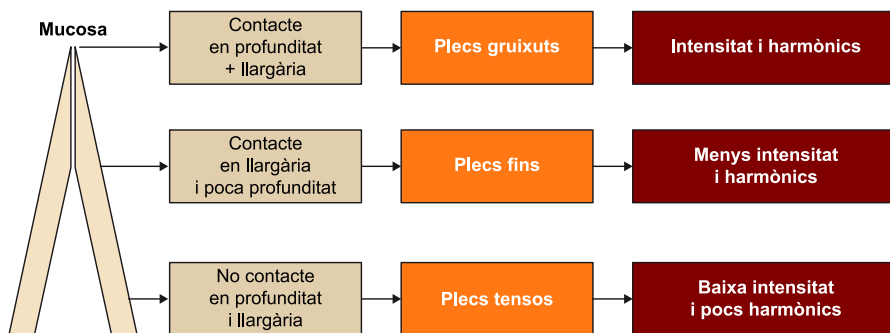 Mucosa
Contacte
en profunditat
+ llargària
Plecs gruixuts
Intensitat i harmònics
Contacte
en llargària
i poca profunditat
Plecs fins
Menys intensitat
i harmònics
No contacte
en profunditat
i llargària
Plecs tensos
Baixa intensitat
i pocs harmònics